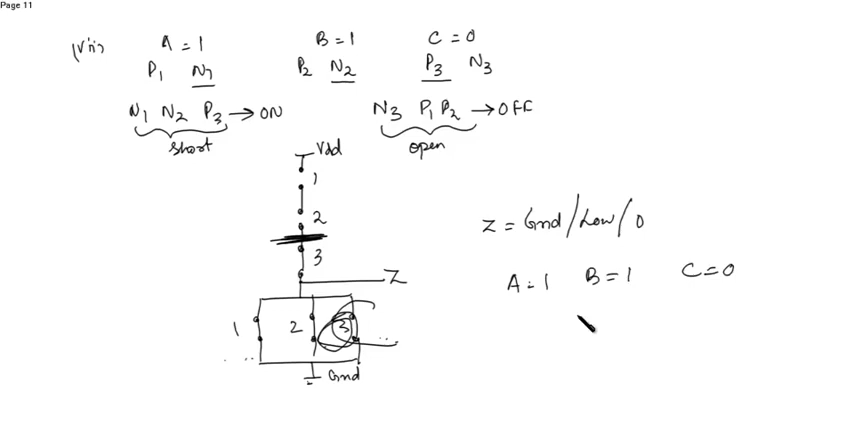 Page 11
(vii) A = 1 B = 1 C = 0
P1 N1 P2 N2 P3 N3
N1 N2 P3 → ON N3 P1 P2 → OFF
short open
Vdd
1
2
3
Z
1 2 3
Gnd
Z = Gnd / Low / 0
A = 1 B = 1 C = 0